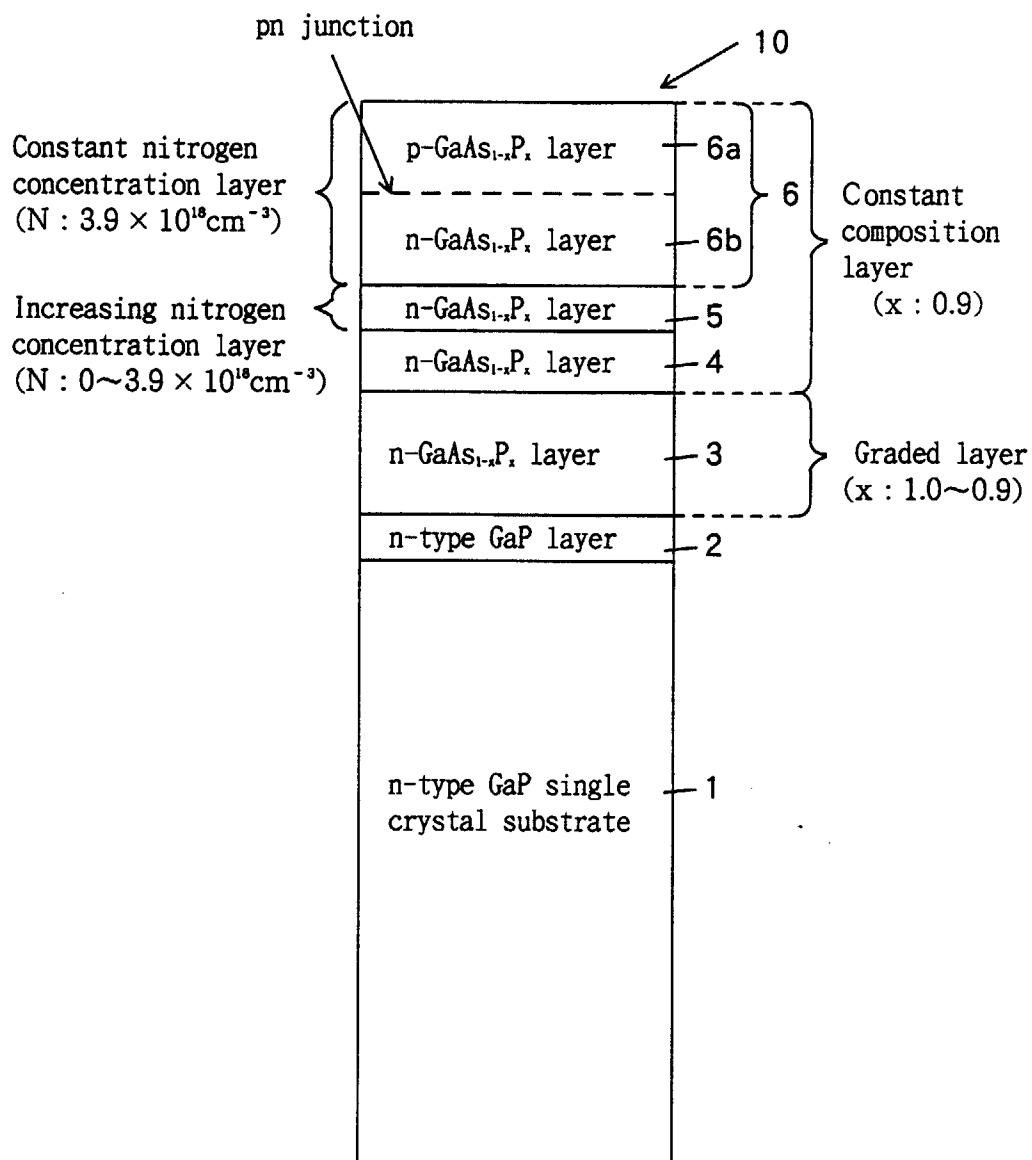 pn junction
10
Constant nitrogen
concentration layer
(N : 3.9 × 10¹⁸cm⁻³)
p-GaAs₁₋ₓPₓ layer
6a
6
n-GaAs₁₋ₓPₓ layer
6b
Constant
composition
layer
(x : 0.9)
Increasing nitrogen
concentration layer
(N : 0~3.9 × 10¹⁸cm⁻³)
n-GaAs₁₋ₓPₓ layer
5
n-GaAs₁₋ₓPₓ layer
4
n-GaAs₁₋ₓPₓ layer
3
Graded layer
(x : 1.0~0.9)
n-type GaP layer
2
n-type GaP single
crystal substrate
1